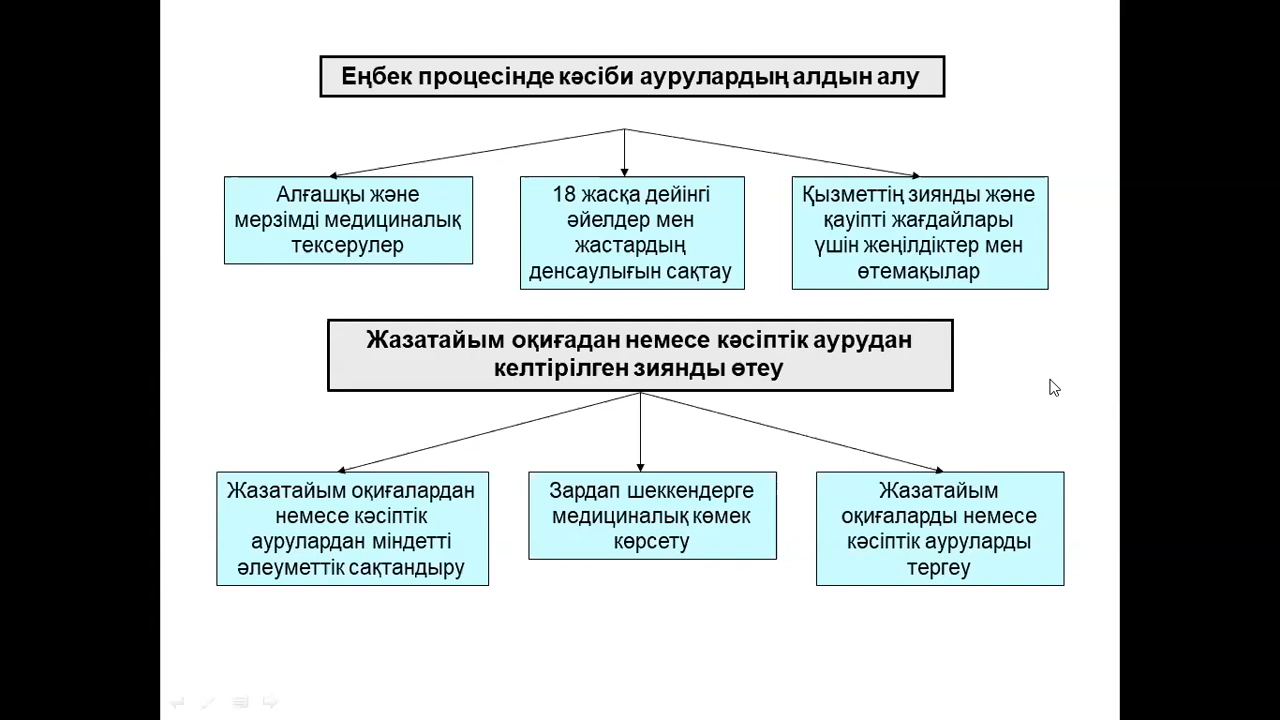 Еңбек процесінде кәсіби аурулардың алдын алу
Алғашқы және
мерзімді медициналық
тексерулер
18 жасқа дейінгі
әйелдер мен
жастардың
денсаулығын сақтау
Қызметтің зиянды және
қауіпті жағдайлары
үшін жеңілдіктер мен
өтемақылар
Жазатайым оқиғадан немесе кәсіптік аурудан
келтірілген зиянды өтеу
Жазатайым оқиғалардан
немесе кәсіптік
аурулардан міндетті
әлеуметтік сақтандыру
Зардап шеккендерге
медициналық көмек
көрсету
Жазатайым
оқиғаларды немесе
кәсіптік ауруларды
тергеу